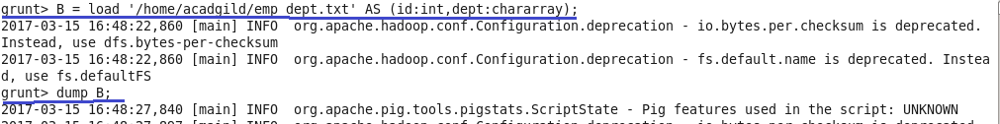 grunt> B = load '/home/acadgild/emp_dept.txt' AS (id:int,dept:chararray);
2017-03-15 16:48:22,860 [main] INFO  org.apache.hadoop.conf.Configuration.deprecation - io.bytes.per.checksum is deprecated.
Instead, use dfs.bytes-per-checksum
2017-03-15 16:48:22,860 [main] INFO  org.apache.hadoop.conf.Configuration.deprecation - fs.default.name is deprecated. Instea
d, use fs.defaultFS
grunt> dump B;
2017-03-15 16:48:27,840 [main] INFO  org.apache.pig.tools.pigstats.ScriptState - Pig features used in the script: UNKNOWN